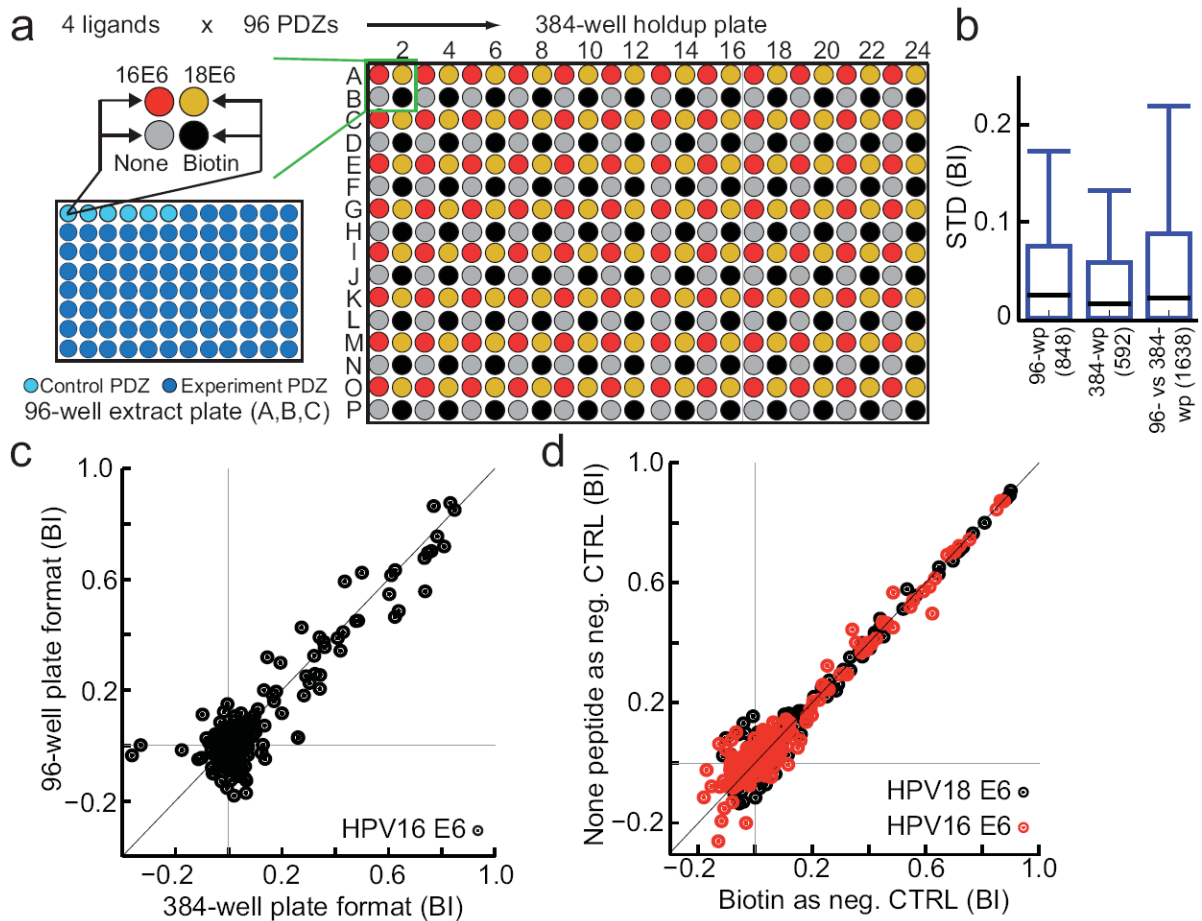 a
4 ligands x 96 PDZs 384-well holdup plate
2 4 6 8 10 12 14 16 18 20 22 24
16E6 18E6
None Biotin
A
B
C
D
E
F
G
H
I
J
K
L
M
N
O
P
Control PDZ Experiment PDZ
96-well extract plate (A,B,C)
b
STD (BI)
0.2
0.1
0
96-wp (848)
384-wp (592)
96- vs 384-wp (1638)
c
96-well plate format (BI)
1.0
0.6
0.2
−0.2
HPV16 E6
−0.2 0.2 0.6 1.0
384-well plate format (BI)
d
None peptide as neg. CTRL (BI)
1.0
0.6
0.2
−0.2
HPV18 E6
HPV16 E6
−0.2 0.2 0.6 1.0
Biotin as neg. CTRL (BI)